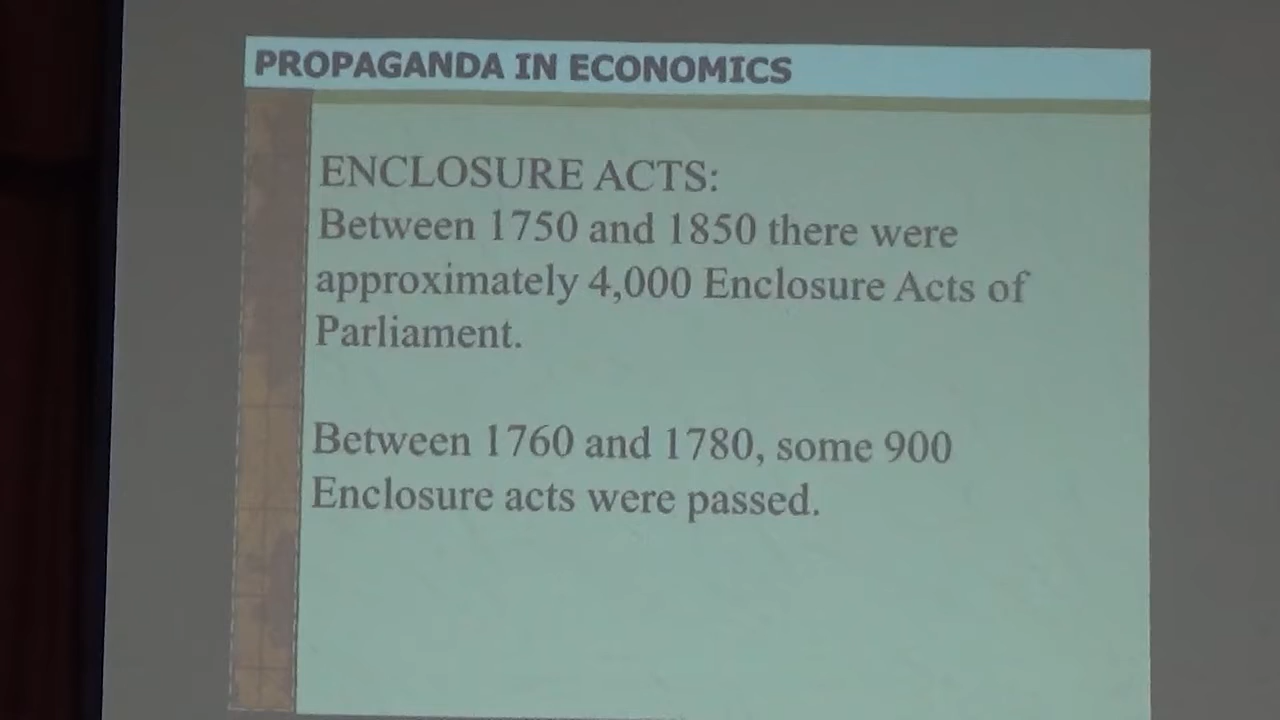 PROPAGANDA IN ECONOMICS
ENCLOSURE ACTS:
Between 1750 and 1850 there were
approximately 4,000 Enclosure Acts of
Parliament.
Between 1760 and 1780, some 900
Enclosure acts were passed.